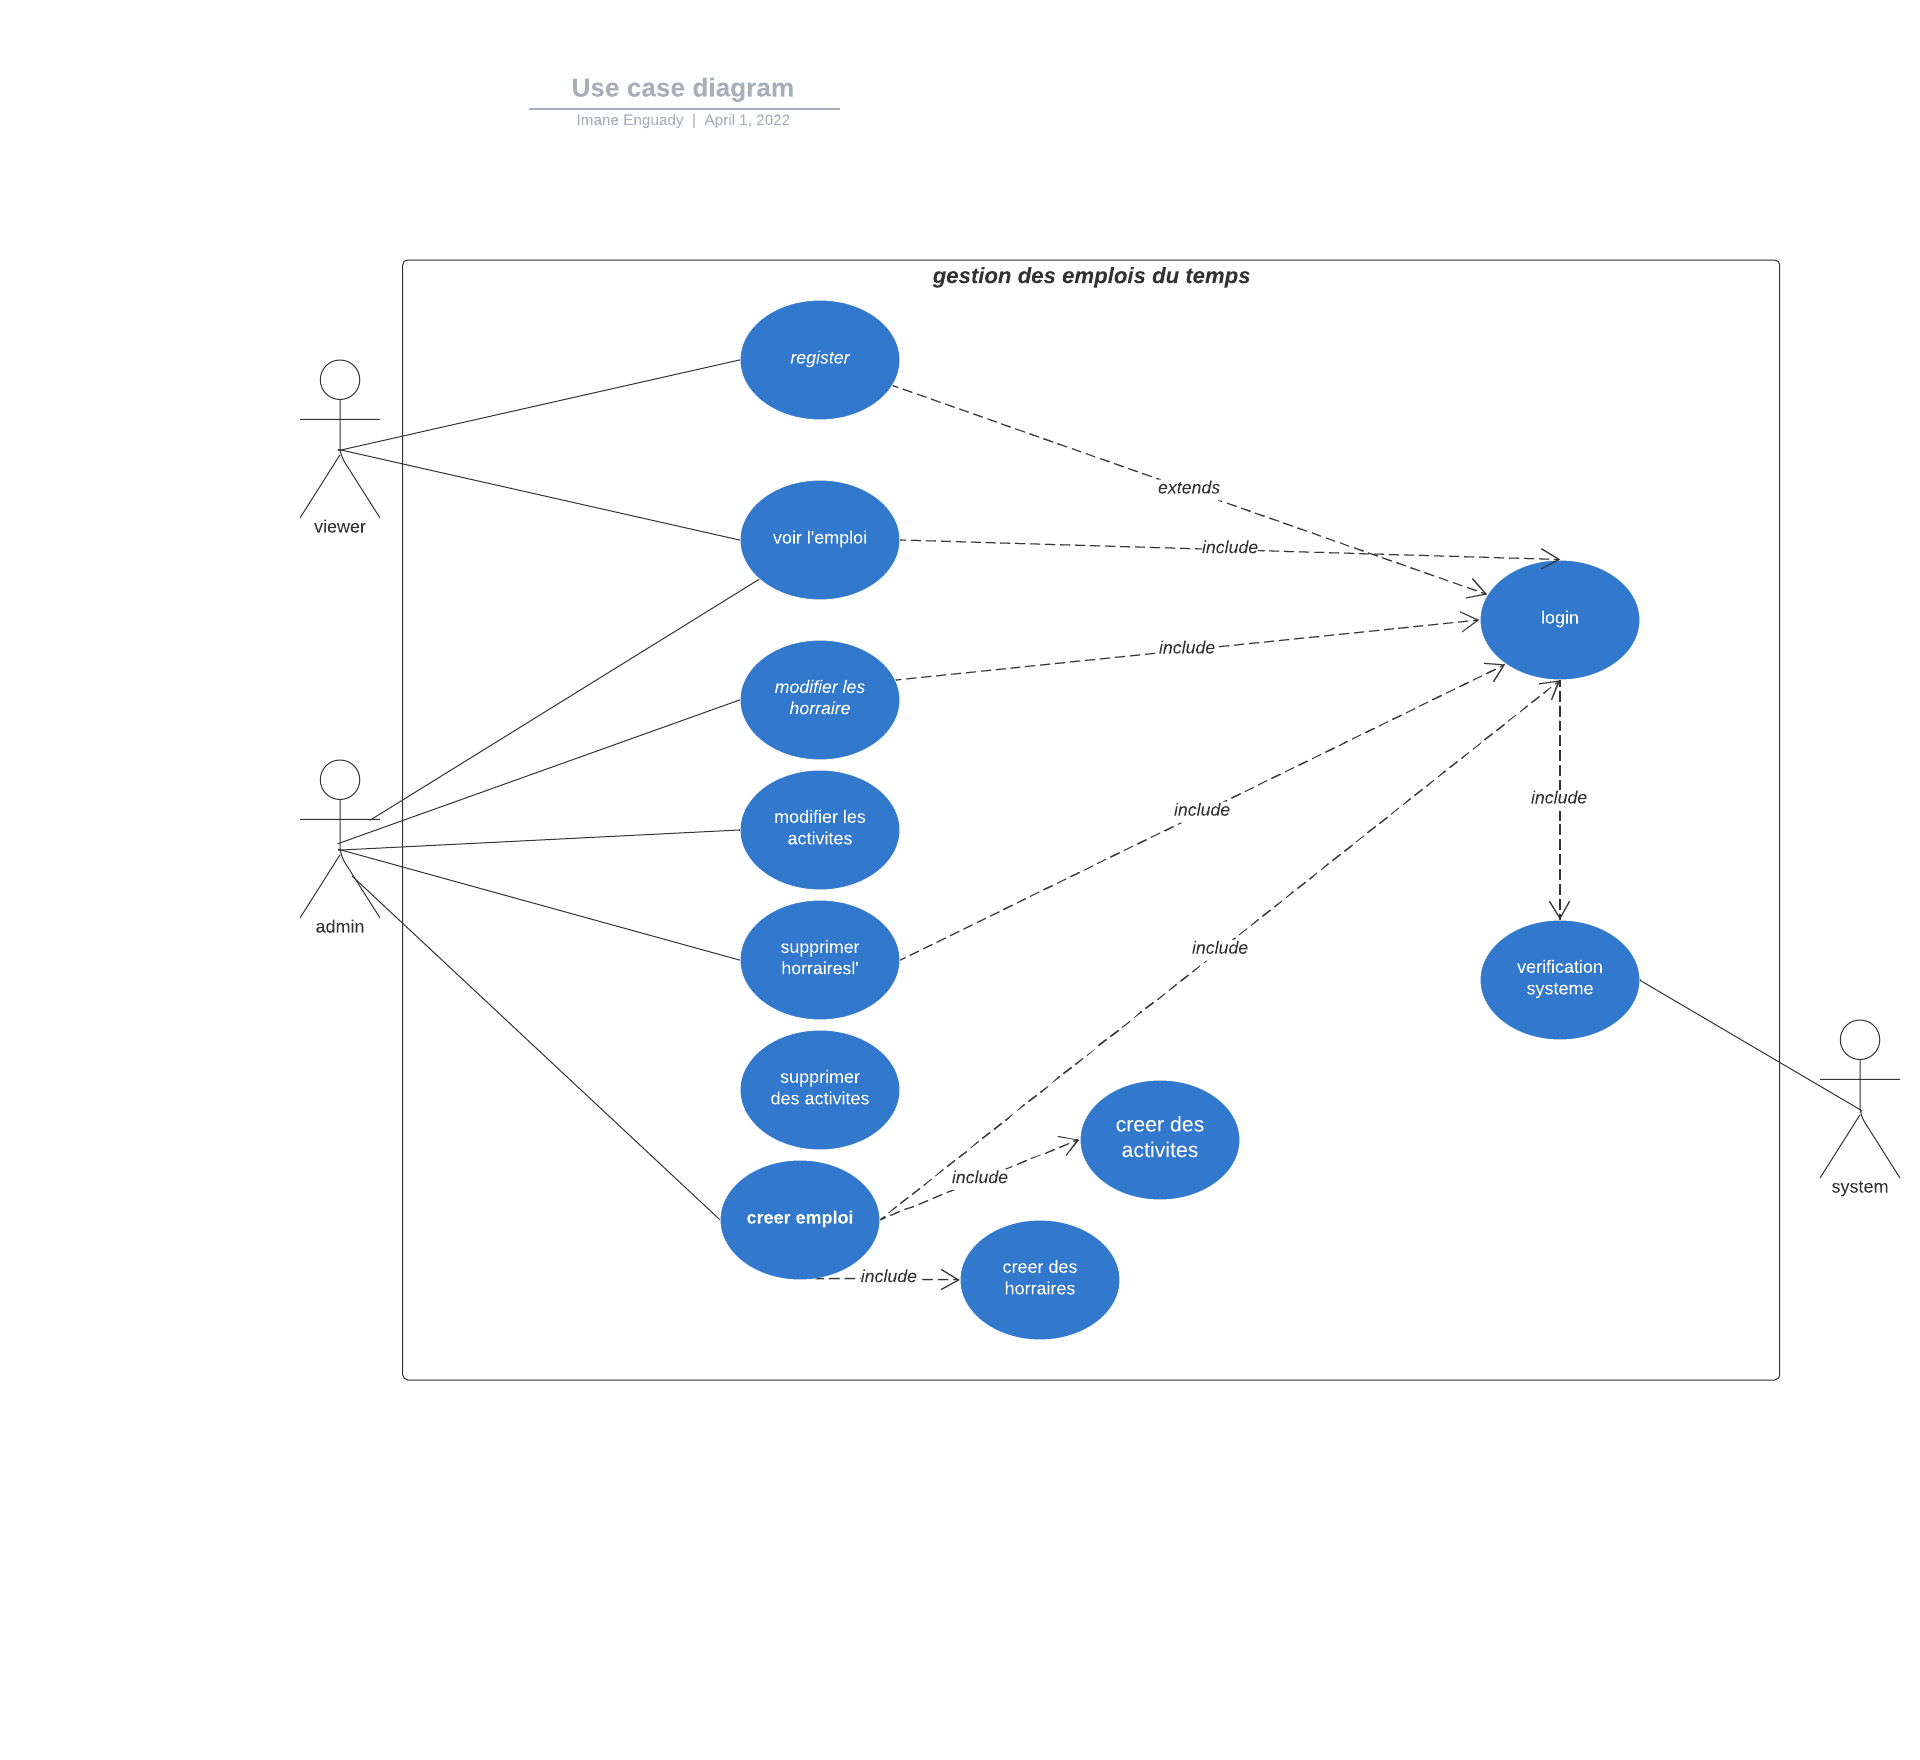 Use case diagram
Imane Enguady | April 1, 2022
gestion des emplois du temps
register
viewer
extends
voir l'emploi
include
login
include
modifier les
horraire
include
include
modifier les
activites
admin
supprimer
horrairesl'
include
verification
systeme
supprimer
des activites
creer des
activites
include
system
creer emploi
include
creer des
horraires